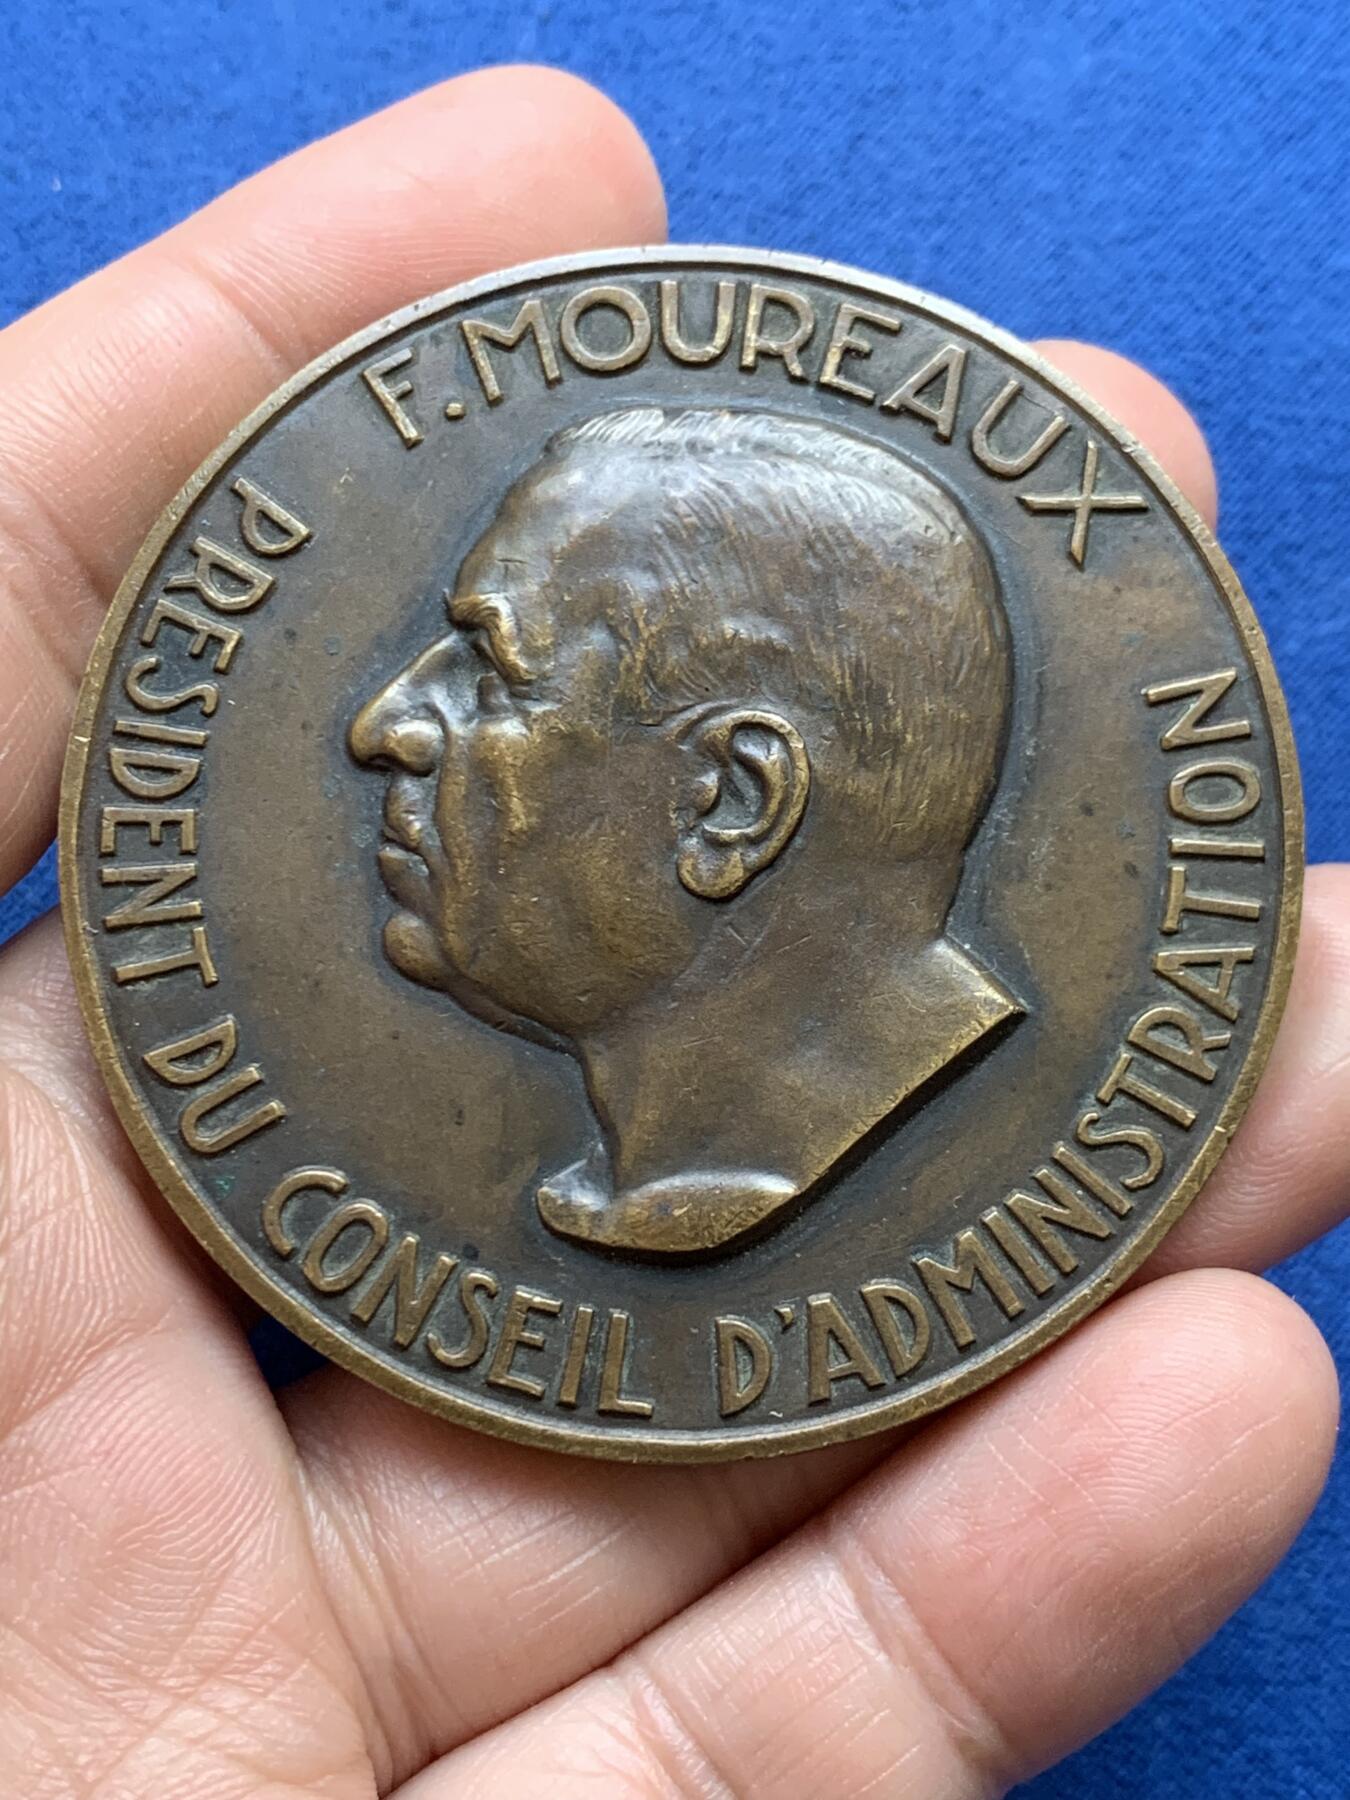 F. MOUREAUX
PRESIDENT DU CONSEIL D'ADMINISTRATION